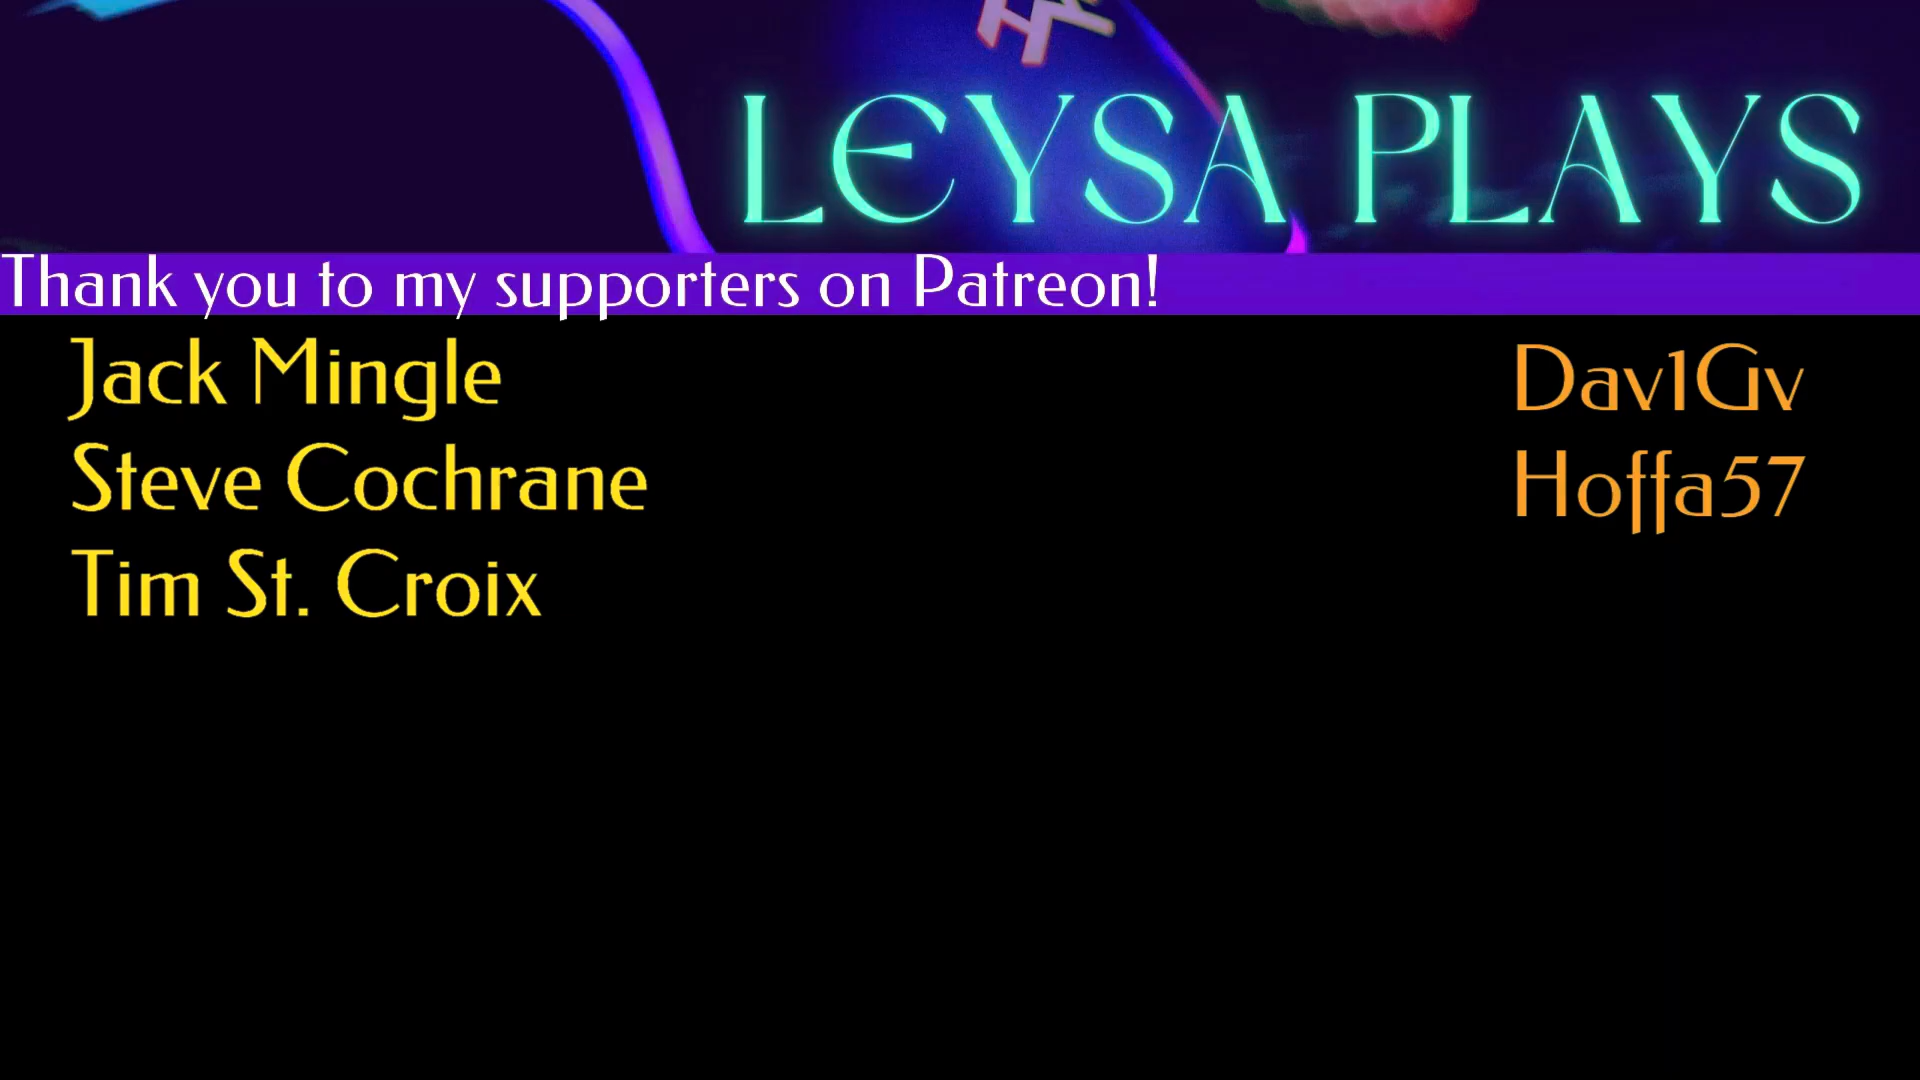 LEYSA PLAYS
Thank you to my supporters on Patreon!
Jack Mingle
Steve Cochrane
Tim St. Croix
Dav1Gv
Hoffa57